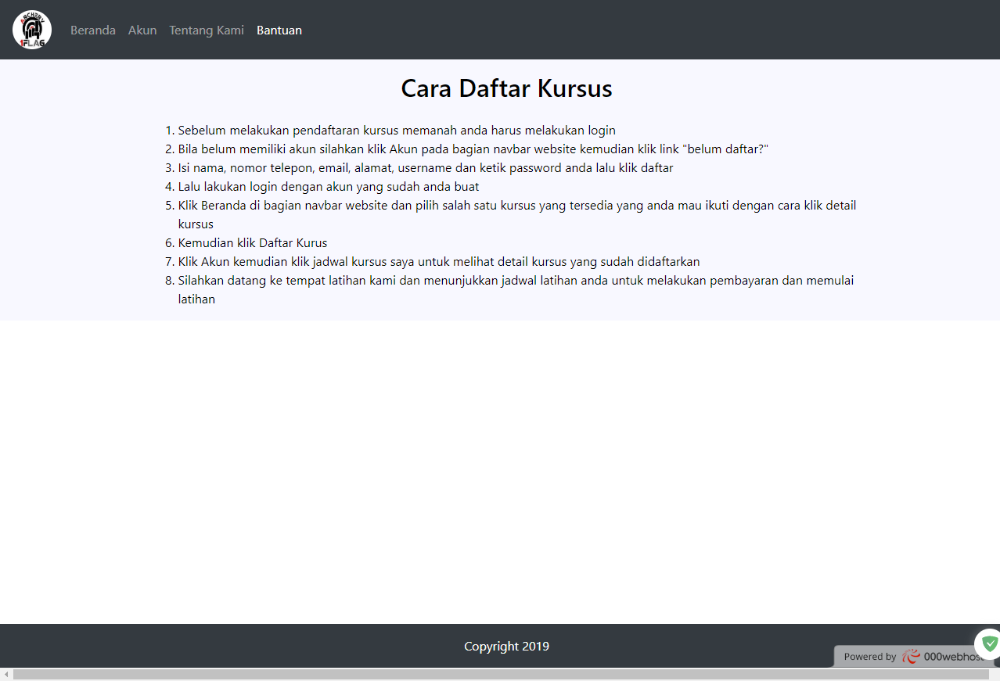 ARCHERY
1FLAG
Beranda
Akun
Tentang Kami
Bantuan
Cara Daftar Kursus
1. Sebelum melakukan pendaftaran kursus memanah anda harus melakukan login
2. Bila belum memiliki akun silahkan klik Akun pada bagian navbar website kemudian klik link "belum daftar?"
3. Isi nama, nomor telepon, email, alamat, username dan ketik password anda lalu klik daftar
4. Lalu lakukan login dengan akun yang sudah anda buat
5. Klik Beranda di bagian navbar website dan pilih salah satu kursus yang tersedia yang anda mau ikuti dengan cara klik detail
kursus
6. Kemudian klik Daftar Kurus
7. Klik Akun kemudian klik jadwal kursus saya untuk melihat detail kursus yang sudah didaftarkan
8. Silahkan datang ke tempat latihan kami dan menunjukkan jadwal latihan anda untuk melakukan pembayaran dan memulai
latihan
Copyright 2019
Powered by 000webhost